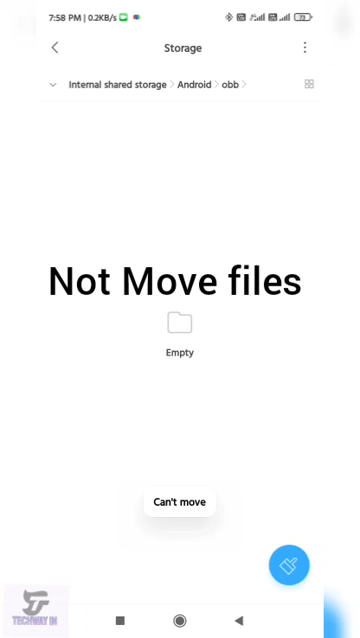 7:58 PM | 0.2KB/s
73
Storage
Internal shared storage > Android > obb >
Not Move files
Empty
Can't move
TECHWAY IN